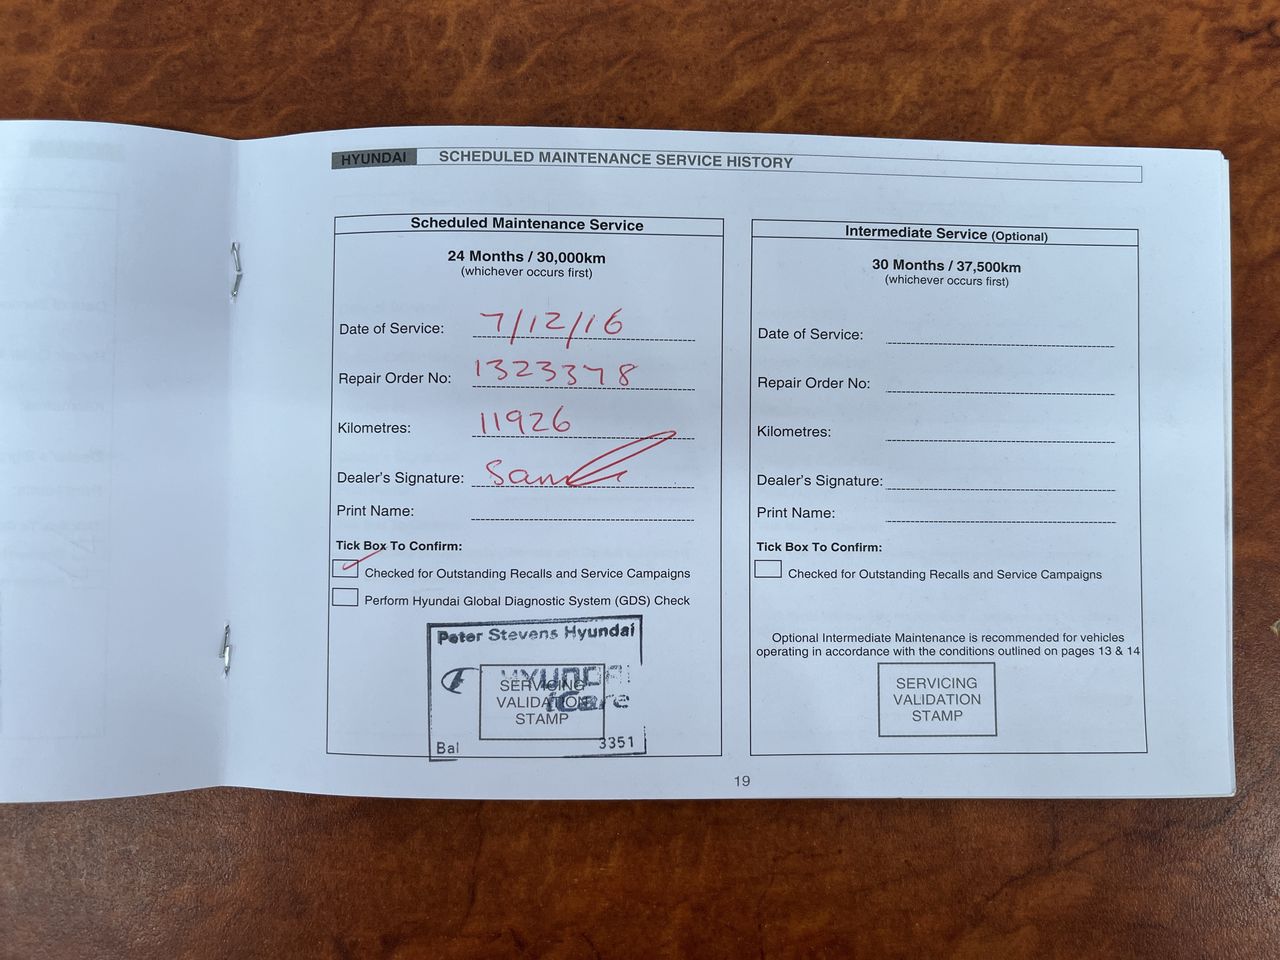 HYUNDAI SCHEDULED MAINTENANCE SERVICE HISTORY
Scheduled Maintenance Service
24 Months / 30,000km
(whichever occurs first)
Date of Service: 7/12/16
Repair Order No: 1323378
Kilometres: 11926
Dealer's Signature: Sam
Print Name:
Tick Box To Confirm:
Checked for Outstanding Recalls and Service Campaigns
Perform Hyundai Global Diagnostic System (GDS) Check
Peter Stevens Hyundai
HYUNDAI
iCare
SERVICING
VALIDATION
STAMP
Bal 3351
Intermediate Service (Optional)
30 Months / 37,500km
(whichever occurs first)
Date of Service:
Repair Order No:
Kilometres:
Dealer's Signature:
Print Name:
Tick Box To Confirm:
Checked for Outstanding Recalls and Service Campaigns
Optional Intermediate Maintenance is recommended for vehicles
operating in accordance with the conditions outlined on pages 13 & 14
SERVICING
VALIDATION
STAMP
19